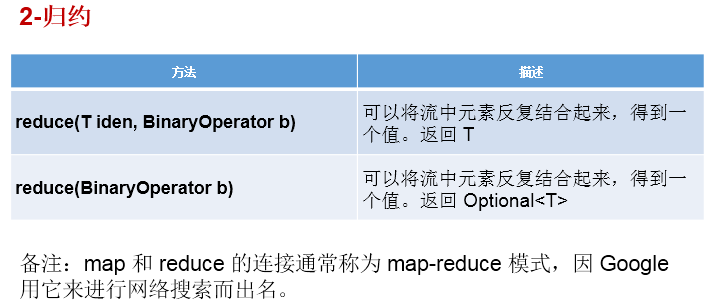 2-归约
方法
描述
reduce(T iden, BinaryOperator b)
可以将流中元素反复结合起来，得到一
个值。返回 T
reduce(BinaryOperator b)
可以将流中元素反复结合起来，得到一
个值。返回 Optional<T>
备注：map 和 reduce 的连接通常称为 map-reduce 模式，因 Google
用它来进行网络搜索而出名。